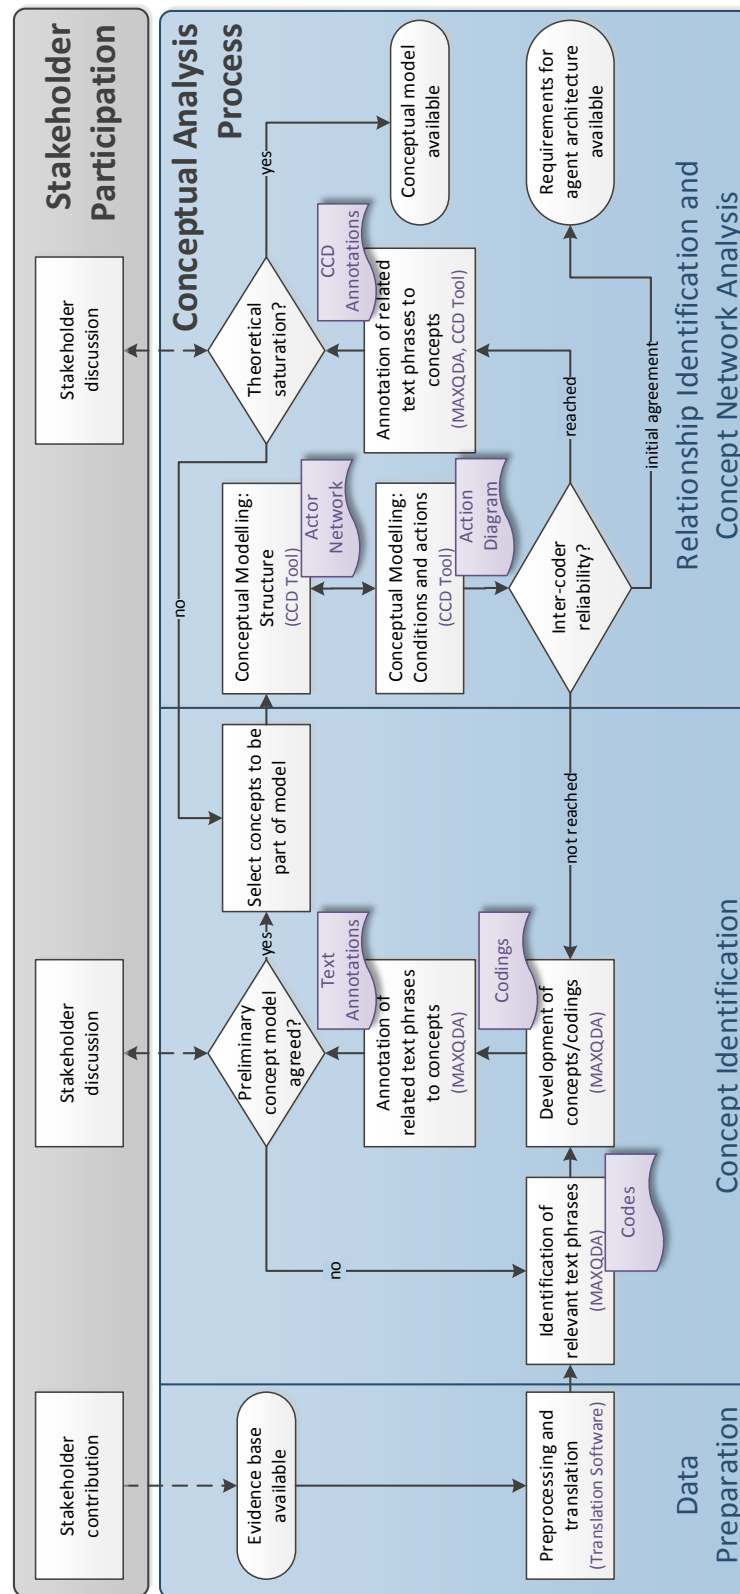 Stakeholder
Participation
Stakeholder
contribution
Stakeholder
discussion
Stakeholder
discussion
Conceptual Analysis
Process
Evidence base
available
Preprocessing and
translation
(Translation Software)
Data
Preparation
Identification of
relevant text phrases
(MAXQDA)
Codes
Development of
concepts/codings
(MAXQDA)
Codings
Annotation of
related text phrases
to concepts
(MAXQDA)
Text
Annotations
Preliminary
concept model
agreed?
no
yes
Select concepts to be
part of model
Concept Identification
Conceptual Modelling:
Structure
(CCD Tool)
Actor
Network
Conceptual Modelling:
Conditions and actions
(CCD Tool)
Action
Diagram
Inter-coder
reliability?
not reached
reached
initial agreement
Annotation of related
text phrases to
concepts
(MAXQDA, CCD Tool)
CCD
Annotations
Theoretical
saturation?
no
yes
Conceptual model
available
Requirements for
agent architecture
available
Relationship Identification and
Concept Network Analysis